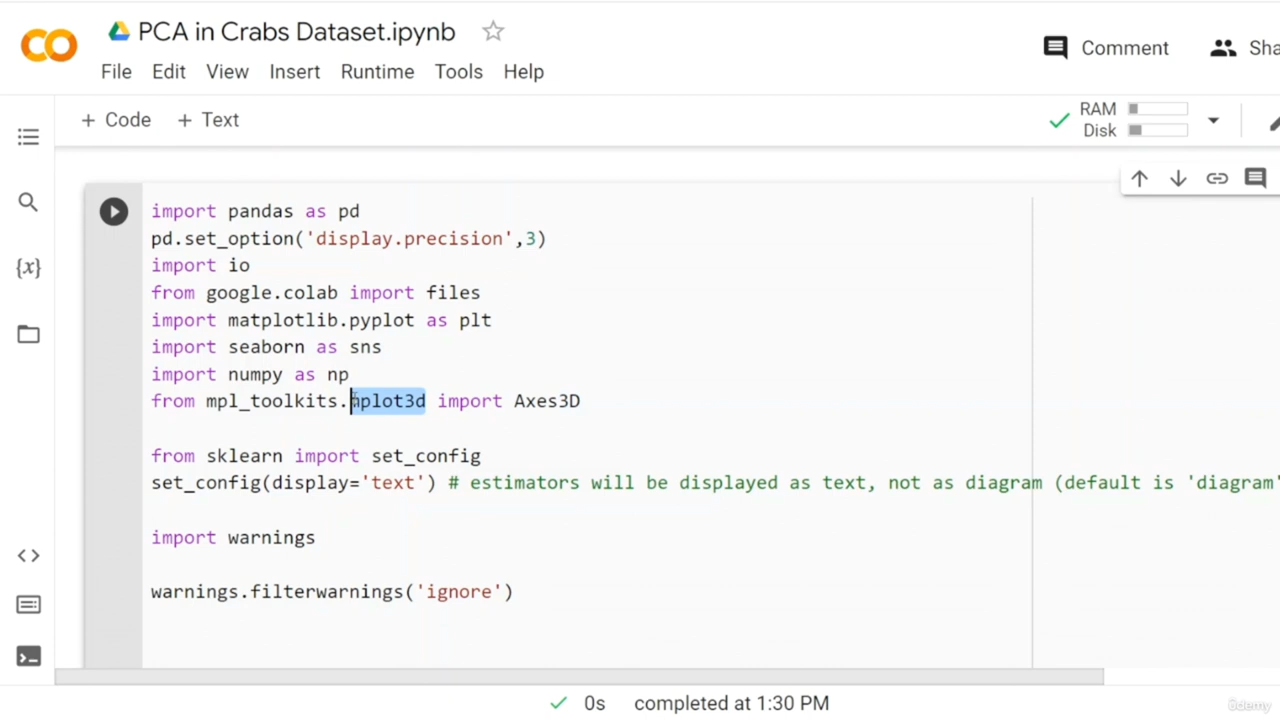 PCA in Crabs Dataset.ipynb
Comment
File Edit View Insert Runtime Tools Help
+ Code + Text
RAM
Disk
{x}
import pandas as pd
pd.set_option('display.precision',3)
import io
from google.colab import files
import matplotlib.pyplot as plt
import seaborn as sns
import numpy as np
from mpl_toolkits.mplot3d import Axes3D
from sklearn import set_config
set_config(display='text') # estimators will be displayed as text, not as diagram (default is 'diagram'
import warnings
warnings.filterwarnings('ignore')
0s completed at 1:30 PM
ûdemy